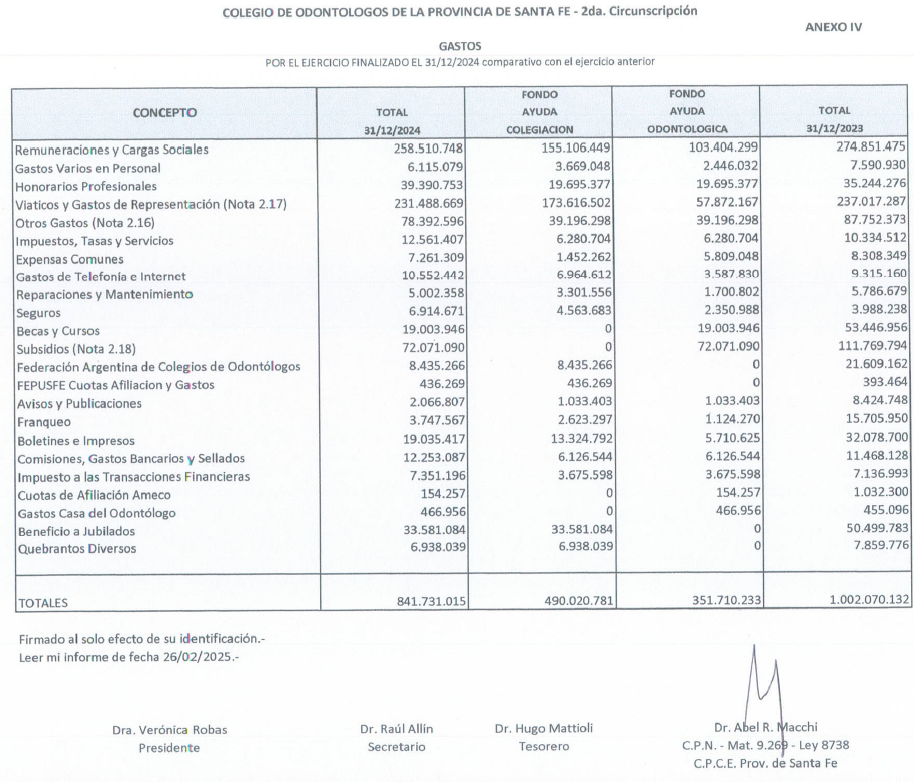 COLEGIO DE ODONTOLOGOS DE LA PROVINCIA DE SANTA FE - 2da. Circunscripción
ANEXO IV
GASTOS
POR EL EJERCICIO FINALIZADO EL 31/12/2024 comparativo con el ejercicio anterior
CONCEPTO TOTAL 31/12/2024 FONDO AYUDA COLEGIACION FONDO AYUDA ODONTOLOGICA TOTAL 31/12/2023
Remuneraciones y Cargas Sociales 258.510.748 155.106.449 103.404.299 274.851.475
Gastos Varios en Personal 6.115.079 3.669.048 2.446.032 7.590.930
Honorarios Profesionales 39.390.753 19.695.377 19.695.377 35.244.276
Viaticos y Gastos de Representación (Nota 2.17) 231.488.669 173.616.502 57.872.167 237.017.287
Otros Gastos (Nota 2.16) 78.392.596 39.196.298 39.196.298 87.752.373
Impuestos, Tasas y Servicios 12.561.407 6.280.704 6.280.704 10.334.512
Expensas Comunes 7.261.309 1.452.262 5.809.048 8.308.349
Gastos de Telefonía e Internet 10.552.442 6.964.612 3.587.830 9.315.160
Reparaciones y Mantenimiento 5.002.358 3.301.556 1.700.802 5.786.679
Seguros 6.914.671 4.563.683 2.350.988 3.988.238
Becas y Cursos 19.003.946 0 19.003.946 53.446.956
Subsidios (Nota 2.18) 72.071.090 0 72.071.090 111.769.794
Federación Argentina de Colegios de Odontólogos 8.435.266 8.435.266 0 21.609.162
FEPUSFE Cuotas Afiliacion y Gastos 436.269 436.269 0 393.464
Avisos y Publicaciones 2.066.807 1.033.403 1.033.403 8.424.748
Franqueo 3.747.567 2.623.297 1.124.270 15.705.950
Boletines e Impresos 19.035.417 13.324.792 5.710.625 32.078.700
Comisiones, Gastos Bancarios y Sellados 12.253.087 6.126.544 6.126.544 11.468.128
Impuesto a las Transacciones Financieras 7.351.196 3.675.598 3.675.598 7.136.993
Cuotas de Afiliación Ameco 154.257 0 154.257 1.032.300
Gastos Casa del Odontólogo 466.956 0 466.956 455.096
Beneficio a Jubilados 33.581.084 33.581.084 0 50.499.783
Quebrantos Diversos 6.938.039 6.938.039 0 7.859.776
TOTALES 841.731.015 490.020.781 351.710.233 1.002.070.132
Firmado al solo efecto de su identificación.-
Leer mi informe de fecha 26/02/2025.-
Dra. Verónica Robas Dr. Raúl Allín Dr. Hugo Mattioli Dr. Abel R. Macchi
Presidente Secretario Tesorero C.P.N. - Mat. 9.269 - Ley 8738
C.P.C.E. Prov. de Santa Fe